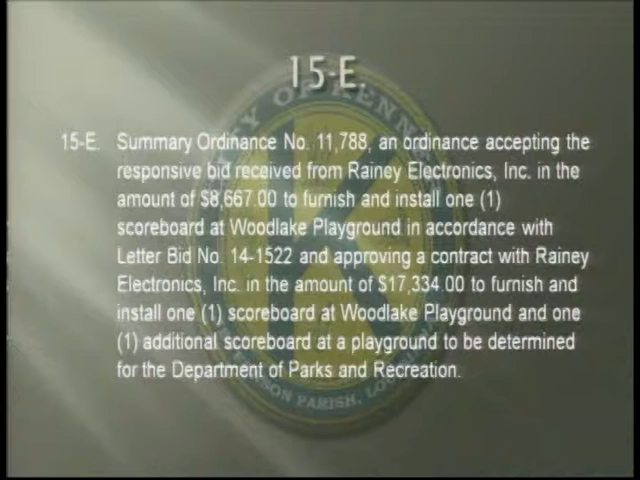 15-E.
15-E. Summary Ordinance No. 11,788, an ordinance accepting the
responsive bid received from Rainey Electronics, Inc. in the
amount of $8,667.00 to furnish and install one (1)
scoreboard at Woodlake Playground in accordance with
Letter Bid No. 14-1522 and approving a contract with Rainey
Electronics, Inc. in the amount of $17,334.00 to furnish and
install one (1) scoreboard at Woodlake Playground and one
(1) additional scoreboard at a playground to be determined
for the Department of Parks and Recreation.
OF KENNE
PARISH,